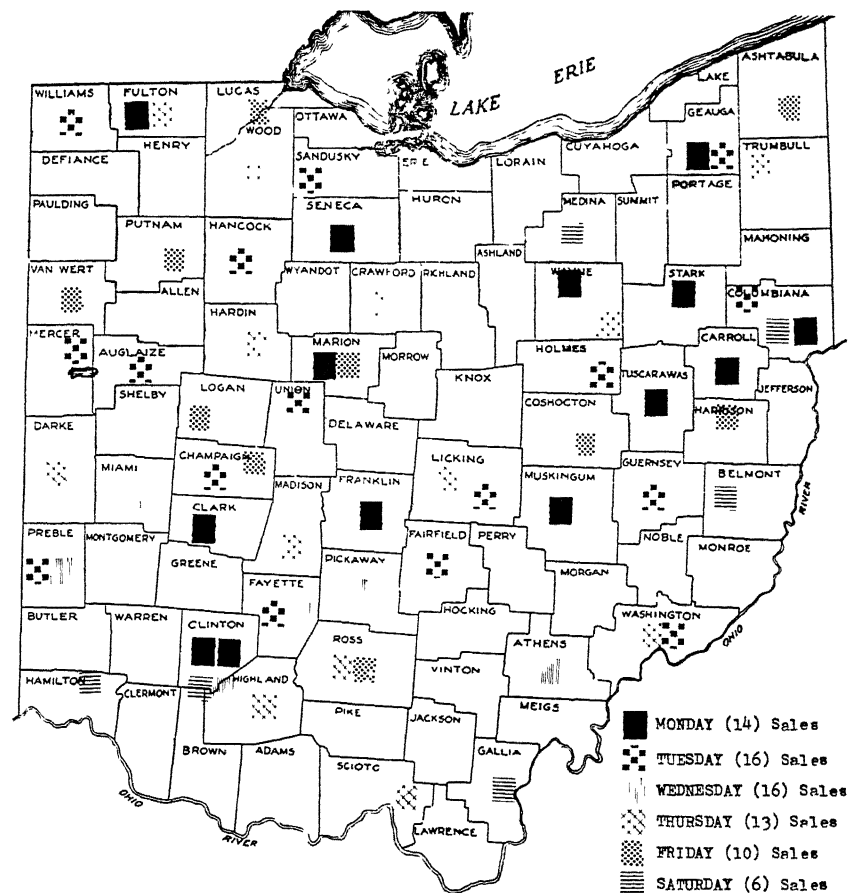 ASHTABULA
LAKE
ERIE
LAKE
WILLIAMS
FULTON
LUCAS
OTTAWA
GEAUGA
HENRY
WOOD
CUYAHOGA
TRUMBULL
DEFIANCE
SANDUSKY
ERIE
LORAIN
PORTAGE
PAULDING
SENECA
HURON
MEDINA
SUMMIT
PUTNAM
HANCOCK
ASHLAND
MAHONING
VAN WERT
WYANDOT
CRAWFORD
RICHLAND
WAYNE
STARK
ALLEN
COLUMBIANA
HARDIN
MERCER
AUGLAIZE
MARION
MORROW
HOLMES
CARROLL
TUSCARAWAS
SHELBY
LOGAN
UNION
KNOX
JEFFERSON
COSHOCTON
HARRISON
DARKE
DELAWARE
CHAMPAIGN
LICKING
GUERNSEY
MIAMI
MADISON
FRANKLIN
MUSKINGUM
BELMONT
CLARK
RIVER
PREBLE
MONTGOMERY
FAIRFIELD
PERRY
NOBLE
MONROE
GREENE
PICKAWAY
MORGAN
FAYETTE
BUTLER
WARREN
CLINTON
HOCKING
WASHINGTON
OHIO
ROSS
ATHENS
HAMILTON
CLERMONT
HIGHLAND
VINTON
MEIGS
PIKE
JACKSON
BROWN
ADAMS
SCIOTO
GALLIA
OHIO
RIVER
LAWRENCE
MONDAY (14) Sales
TUESDAY (16) Sales
WEDNESDAY (16) Sales
THURSDAY (13) Sales
FRIDAY (10) Sales
SATURDAY (6) Sales